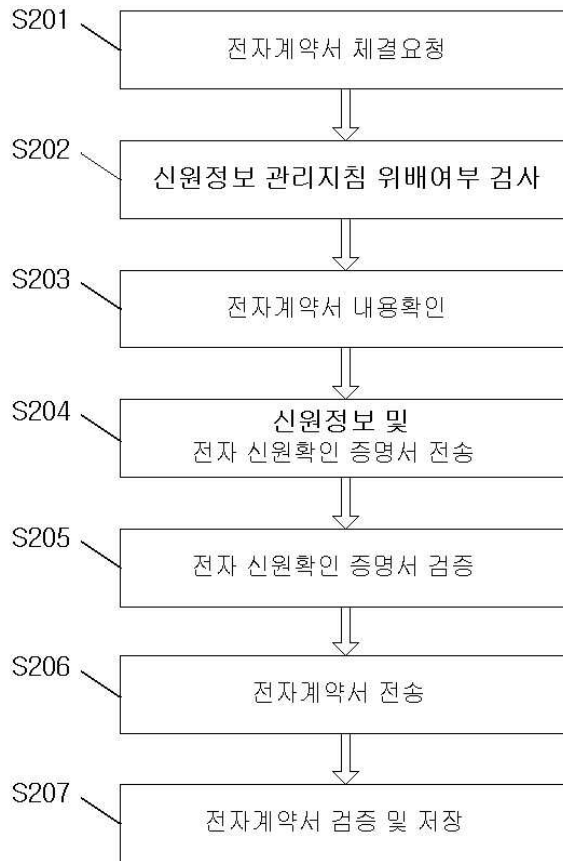 S201
전자계약서 체결요청
S202
신원정보 관리지침 위배여부 검사
S203
전자계약서 내용확인
S204
신원정보 및
전자 신원확인 증명서 전송
S205
전자 신원확인 증명서 검증
S206
전자계약서 전송
S207
전자계약서 검증 및 저장